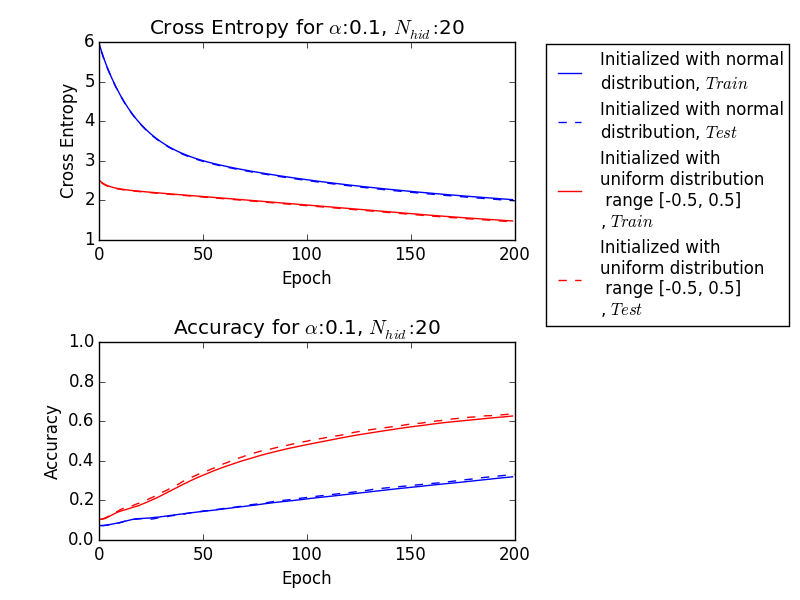 Cross Entropy for α:0.1, N_hid:20
6
5
4
3
2
1
Cross Entropy
0 50 100 150 200
Epoch
Initialized with normal
distribution, Train
Initialized with normal
distribution, Test
Initialized with
uniform distribution
range [-0.5, 0.5]
, Train
Initialized with
uniform distribution
range [-0.5, 0.5]
, Test
Accuracy for α:0.1, N_hid:20
1.0
0.8
0.6
0.4
0.2
0.0
Accuracy
0 50 100 150 200
Epoch